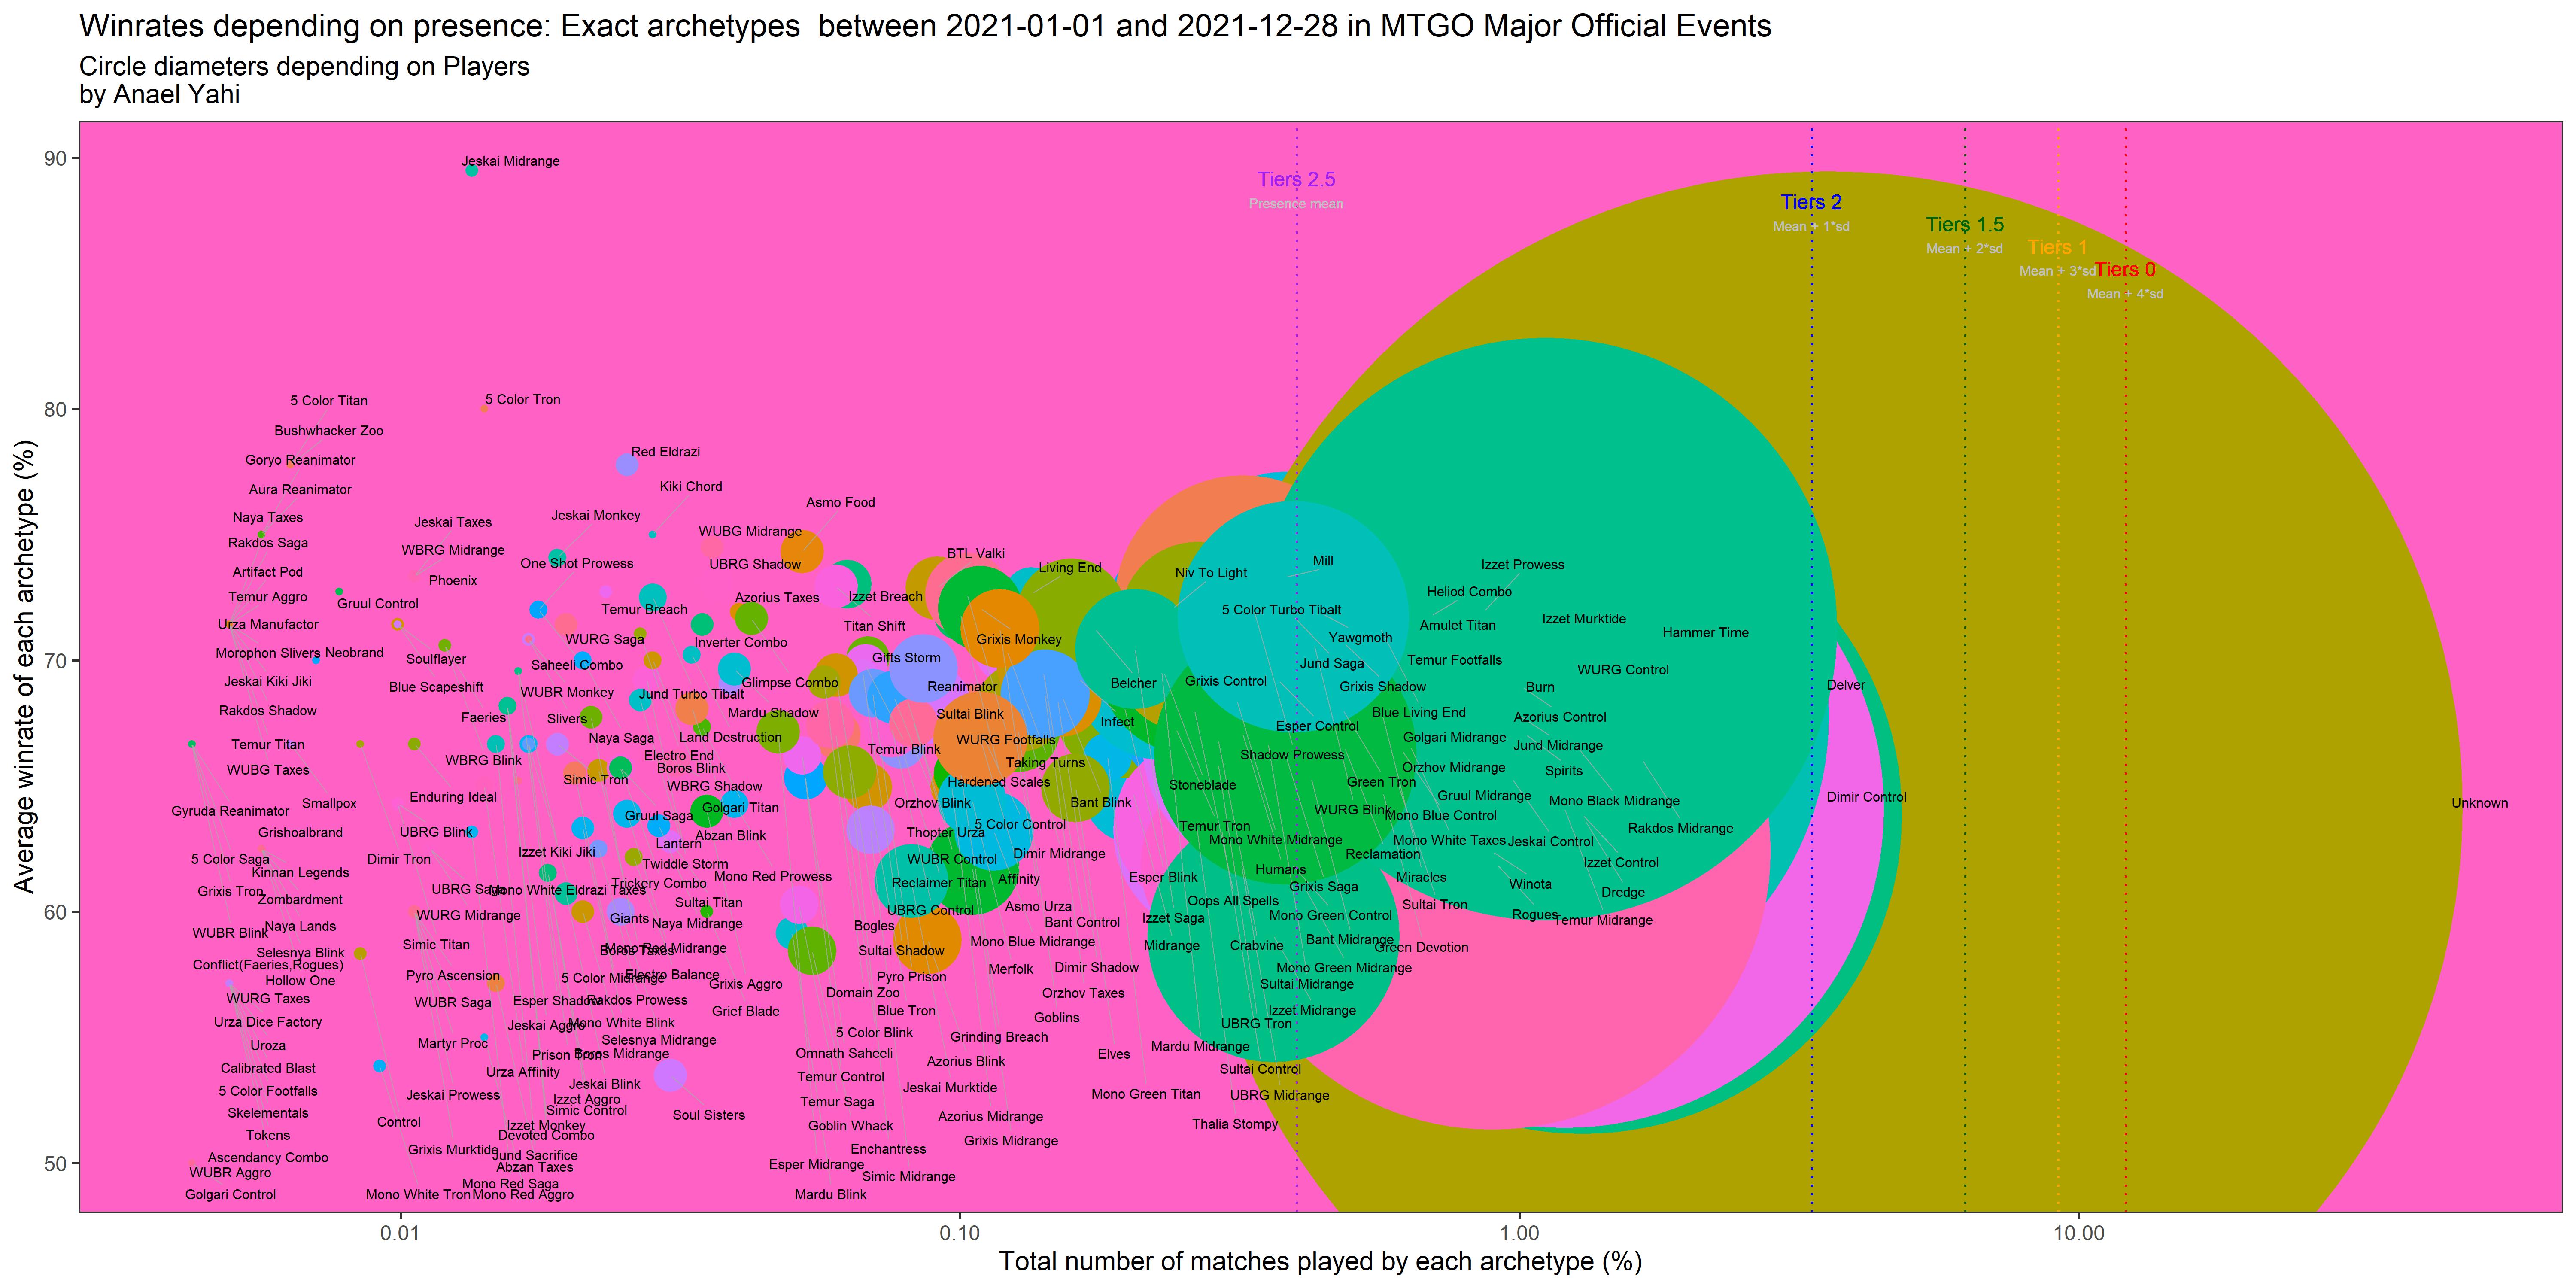 Winrates depending on presence: Exact archetypes  between 2021-01-01 and 2021-12-28 in MTGO Major Official Events
Circle diameters depending on Players
by Anael Yahi
Average winrate of each archetype (%)
90
80
70
60
50
Tiers 2.5
Presence mean
Tiers 2
Mean + 1*sd
Tiers 1.5
Mean + 2*sd
Tiers 1
Mean + 3*sd
Tiers 0
Mean + 4*sd
Jeskai Midrange
5 Color Titan
5 Color Tron
Bushwhacker Zoo
Goryo Reanimator
Red Eldrazi
Aura Reanimator
Kiki Chord
Asmo Food
Naya Taxes
Jeskai Taxes
Jeskai Monkey
WUBG Midrange
Rakdos Saga
WBRG Midrange
BTL Valki
Artifact Pod
Phoenix
One Shot Prowess
UBRG Shadow
Living End
Niv To Light
Mill
Izzet Prowess
Temur Aggro
Gruul Control
Temur Breach
Azorius Taxes
Izzet Breach
Heliod Combo
Urza Manufactor
Titan Shift
5 Color Turbo Tibalt
Amulet Titan
Izzet Murktide
Hammer Time
Morophon Slivers
Neobrand
Soulflayer
WURG Saga
Inverter Combo
Grixis Monkey
Yawgmoth
Saheeli Combo
Gifts Storm
Jund Saga
Temur Footfalls
WURG Control
Jeskai Kiki Jiki
Blue Scapeshift
WUBR Monkey
Jund Turbo Tibalt
Glimpse Combo
Reanimator
Belcher
Grixis Control
Grixis Shadow
Burn
Delver
Rakdos Shadow
Faeries
Slivers
Mardu Shadow
Sultai Blink
Infect
Esper Control
Blue Living End
Azorius Control
Temur Titan
Naya Saga
Land Destruction
WURG Footfalls
Temur Blink
Golgari Midrange
Jund Midrange
WBRG Blink
Electro End
Boros Blink
Taking Turns
Shadow Prowess
WUBG Taxes
Simic Tron
WBRG Shadow
Hardened Scales
Stoneblade
Green Tron
Orzhov Midrange
Spirits
Gyruda Reanimator
Smallpox
Enduring Ideal
Golgari Titan
Orzhov Blink
Bant Blink
WURG Blink
Gruul Midrange
Mono Black Midrange
Dimir Control
Unknown
Grishoalbrand
UBRG Blink
Gruul Saga
Abzan Blink
Thopter Urza
5 Color Control
Temur Tron
Mono Blue Control
Rakdos Midrange
5 Color Saga
Dimir Tron
Izzet Kiki Jiki
Lantern
WUBR Control
Dimir Midrange
Mono White Midrange
Reclamation
Mono White Taxes
Jeskai Control
Kinnan Legends
Twiddle Storm
Mono Red Prowess
Reclaimer Titan
Affinity
Esper Blink
Humans
Miracles
Izzet Control
Grixis Tron
Zombardment
UBRG Saga
Mono White Eldrazi Taxes
Trickery Combo
Grixis Saga
Winota
Dredge
WURG Midrange
Giants
Sultai Titan
UBRG Control
Asmo Urza
Oops All Spells
Sultai Tron
WUBR Blink
Naya Lands
Naya Midrange
Bogles
Bant Control
Izzet Saga
Mono Green Control
Rogues
Temur Midrange
Selesnya Blink
Simic Titan
Boros Taxes
Mono Red Midrange
Sultai Shadow
Mono Blue Midrange
Midrange
Crabvine
Bant Midrange
Green Devotion
Conflict(Faeries,Rogues)
Hollow One
Pyro Ascension
5 Color Midrange
Electro Balance
Grixis Aggro
Pyro Prison
Merfolk
Dimir Shadow
Mono Green Midrange
WURG Taxes
WUBR Saga
Esper Shadow
Rakdos Prowess
Grief Blade
Domain Zoo
Orzhov Taxes
Sultai Midrange
Urza Dice Factory
Jeskai Aggro
Mono White Blink
Blue Tron
Goblins
Izzet Midrange
Uroza
Martyr Proc
Selesnya Midrange
5 Color Blink
Grinding Breach
UBRG Tron
Prison Tron
Boros Midrange
Omnath Saheeli
Elves
Mardu Midrange
Calibrated Blast
Urza Affinity
Azorius Blink
Sultai Control
5 Color Footfalls
Jeskai Prowess
Jeskai Blink
Temur Control
Jeskai Murktide
Mono Green Titan
UBRG Midrange
Skelementals
Izzet Aggro
Simic Control
Soul Sisters
Temur Saga
Azorius Midrange
Thalia Stompy
Tokens
Control
Izzet Monkey
Devoted Combo
Goblin Whack
Grixis Midrange
Ascendancy Combo
Grixis Murktide
Jund Sacrifice
Enchantress
WUBR Aggro
Abzan Taxes
Esper Midrange
Simic Midrange
Mono Red Saga
Golgari Control
Mono White Tron
Mono Red Aggro
Mardu Blink
0.01
0.10
1.00
10.00
Total number of matches played by each archetype (%)